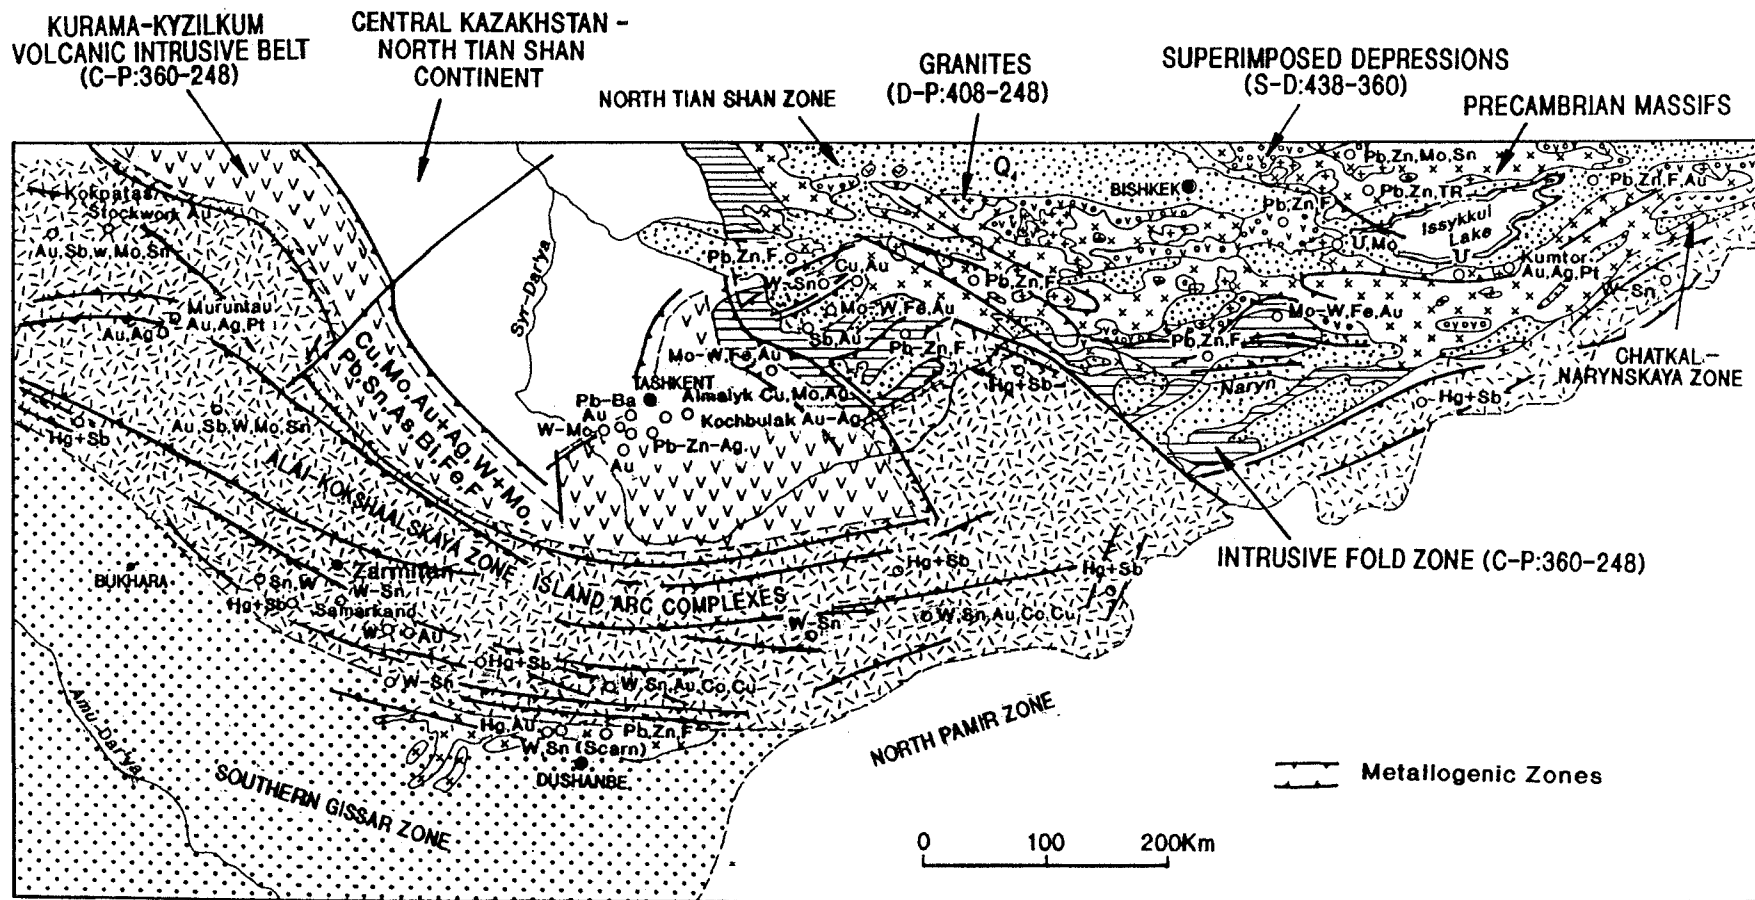 KURAMA-KYZILKUM
VOLCANIC INTRUSIVE BELT
(C-P:360-248)
CENTRAL KAZAKHSTAN -
NORTH TIAN SHAN
CONTINENT
NORTH TIAN SHAN ZONE
GRANITES
(D-P:408-248)
SUPERIMPOSED DEPRESSIONS
(S-D:438-360)
PRECAMBRIAN MASSIFS
Kokpatas
Stockwork Au
Au,Sb,w,Mo,Sn
Muruntau
Au,Ag,Pt
Au,Ag
Cu,Mo,Au+Ag W+Mo,
Pb,Sn,As,Bi,Fe F
Syr-Dar'ya
Q4
BISHKEK
Pb,Zn,Mo,Sn
Pb,Zn,TR
Pb,Zn,F
Pb,Zn,F,Au
Issykkul
Lake
U,Mo
U
Kumtor
Au,Ag,Pt
W-Sn
Pb,Zn,F
Cu,Au
W-Sn
Pb,Zn,F
Mo-W,Fe,Au
Sb,Au
Pb-Zn,F
Mo-W,Fe,Au
Mo-W,Fe,Au
Pb,Zn,F
Naryn
Hg+Sb
Hg+Sb
CHATKAL-
NARYNSKAYA ZONE
TASHKENT
Almalyk Cu,Mo,Ag
Kochbulak Au-Ag
Pb-Ba
Au
W-Mo
Pb-Zn-Ag
Au
Hg+Sb
Au,Sb,W,Mo,Sn
ALAI-KOKSHAALSKAYA ZONE
ISLAND ARC COMPLEXES
BUKHARA
Zarmitan
W-Sn
Sn,W
Hg+Sb
Samarkand
W
Au
Hg+Sb
W-Sn
W,Sn,Au,Co,Cu
Hg,Au
Pb,Zn,F
W,Sn (Scarn)
DUSHANBE
W-Sn
Hg+Sb
W,Sn,Au,Co,Cu
Hg+Sb
INTRUSIVE FOLD ZONE (C-P:360-248)
Amu-Dar'ya
SOUTHERN GISSAR ZONE
NORTH PAMIR ZONE
Metallogenic Zones
0 100 200Km